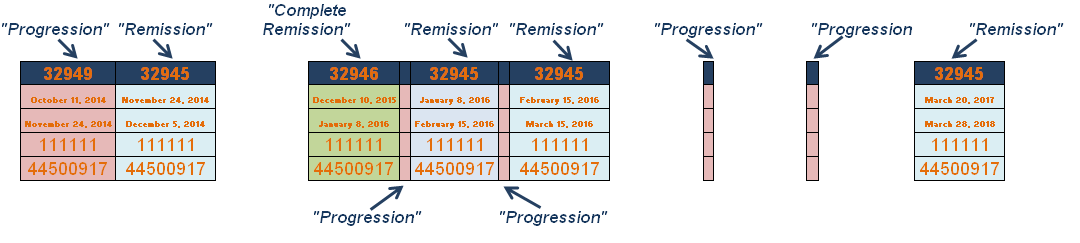 "Complete
"Progression" "Remission" Remission" "Remission" "Remission" "Progression" "Progression "Remission"
32949 32945 32946 32945 32945 32945
October 11, 2014 November 24, 2014 December 10, 2015 January 8, 2016 February 15, 2016 March 20, 2017
November 24, 2014 December 5, 2014 January 8, 2016 February 15, 2016 March 15, 2016 March 28, 2018
111111 111111 111111 111111 111111 111111
44500917 44500917 44500917 44500917 44500917 44500917
"Progression" "Progression"